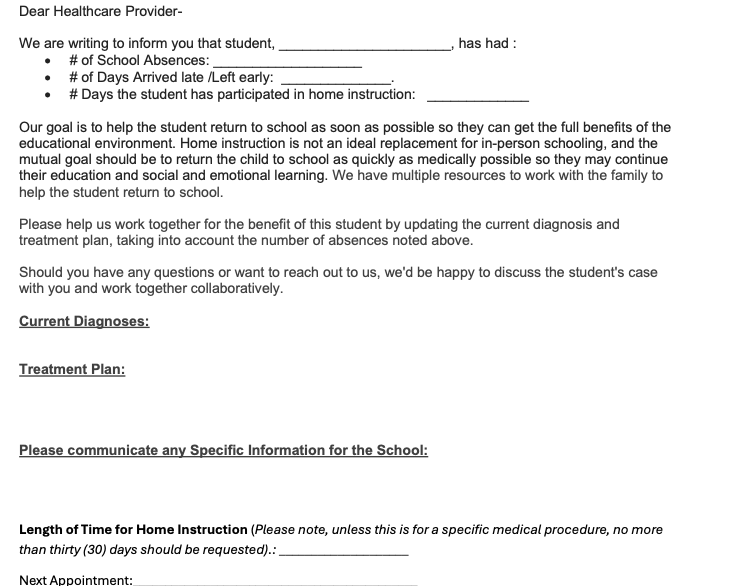 Dear Healthcare Provider-
We are writing to inform you that student, ______________________, has had :
• # of School Absences: ___________________
• # of Days Arrived late /Left early: ______________.
• # Days the student has participated in home instruction: _____________
Our goal is to help the student return to school as soon as possible so they can get the full benefits of the
educational environment. Home instruction is not an ideal replacement for in-person schooling, and the
mutual goal should be to return the child to school as quickly as medically possible so they may continue
their education and social and emotional learning. We have multiple resources to work with the family to
help the student return to school.
Please help us work together for the benefit of this student by updating the current diagnosis and
treatment plan, taking into account the number of absences noted above.
Should you have any questions or want to reach out to us, we'd be happy to discuss the student's case
with you and work together collaboratively.
Current Diagnoses:
Treatment Plan:
Please communicate any Specific Information for the School:
Length of Time for Home Instruction (Please note, unless this is for a specific medical procedure, no more
than thirty (30) days should be requested).: __________________
Next Appointment:________________________________________